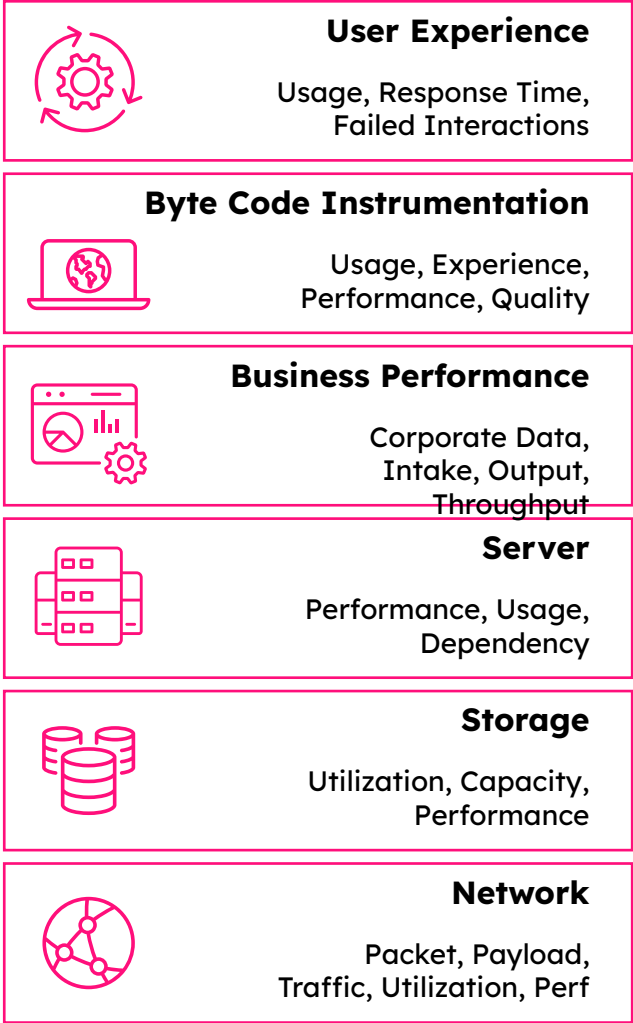 User Experience
Usage, Response Time,
Failed Interactions
Byte Code Instrumentation
Usage, Experience,
Performance, Quality
Business Performance
Corporate Data,
Intake, Output,
Throughput
Server
Performance, Usage,
Dependency
Storage
Utilization, Capacity,
Performance
Network
Packet, Payload,
Traffic, Utilization, Perf